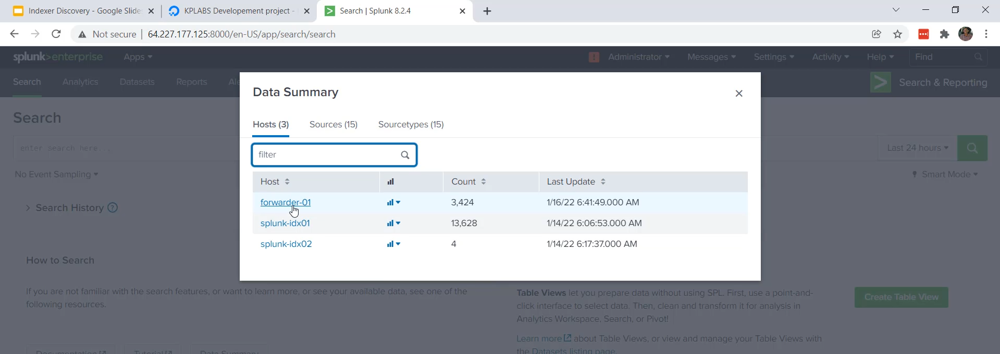 Indexer Discovery - Google Slide
KPLABS Developement project -
Search | Splunk 8.2.4
Not secure | 64.227.177.125:8000/en-US/app/search/search
splunk>enterprise Apps Administrator Messages Settings Activity Help Find
Search Analytics Datasets Reports Ale Search & Reporting
Search
enter search here... Last 24 hours
No Event Sampling Smart Mode
Search History ?
How to Search
If you are not familiar with the search features, or want to learn more, or see your available data, see one of the
following resources.
Documentation Tutorial Data Summary
Data Summary
Hosts (3) Sources (15) Sourcetypes (15)
filter
Host Count Last Update
forwarder-01 3,424 1/16/22 6:41:49.000 AM
splunk-idx01 13,628 1/14/22 6:06:53.000 AM
splunk-idx02 4 1/14/22 6:17:37.000 AM
Table Views let you prepare data without using SPL. First, use a point-and-
click interface to select data. Then, clean and transform it for analysis in
Analytics Workspace, Search, or Pivot!
Learn more about Table Views, or view and manage your Table Views with
the Datasets listing page.
Create Table View